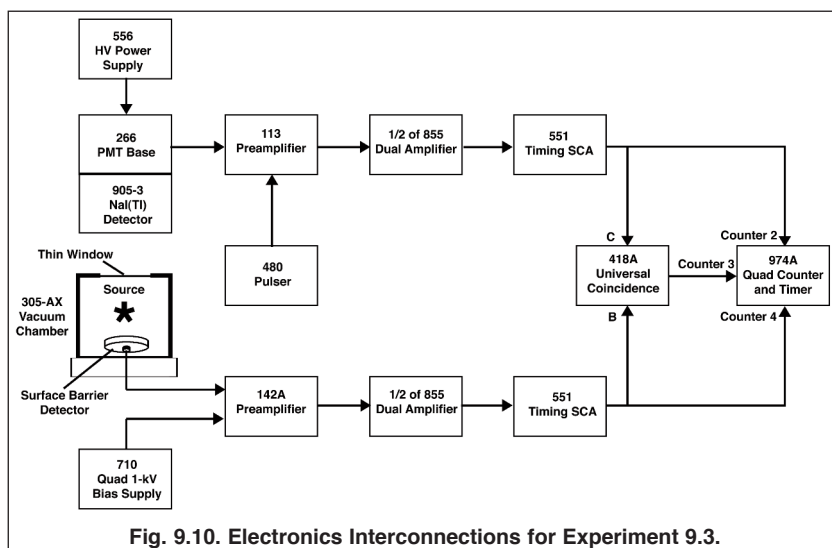 556
HV Power
Supply
266
PMT Base
905-3
NaI(Tl)
Detector
113
Preamplifier
1/2 of 855
Dual Amplifier
551
Timing SCA
480
Pulser
C
418A
Universal
Coincidence
B
Counter 2
Counter 3
974A
Quad Counter
and Timer
Counter 4
Thin Window
Source
305-AX
Vacuum
Chamber
Surface Barrier
Detector
142A
Preamplifier
1/2 of 855
Dual Amplifier
551
Timing SCA
710
Quad 1-kV
Bias Supply
Fig. 9.10. Electronics Interconnections for Experiment 9.3.